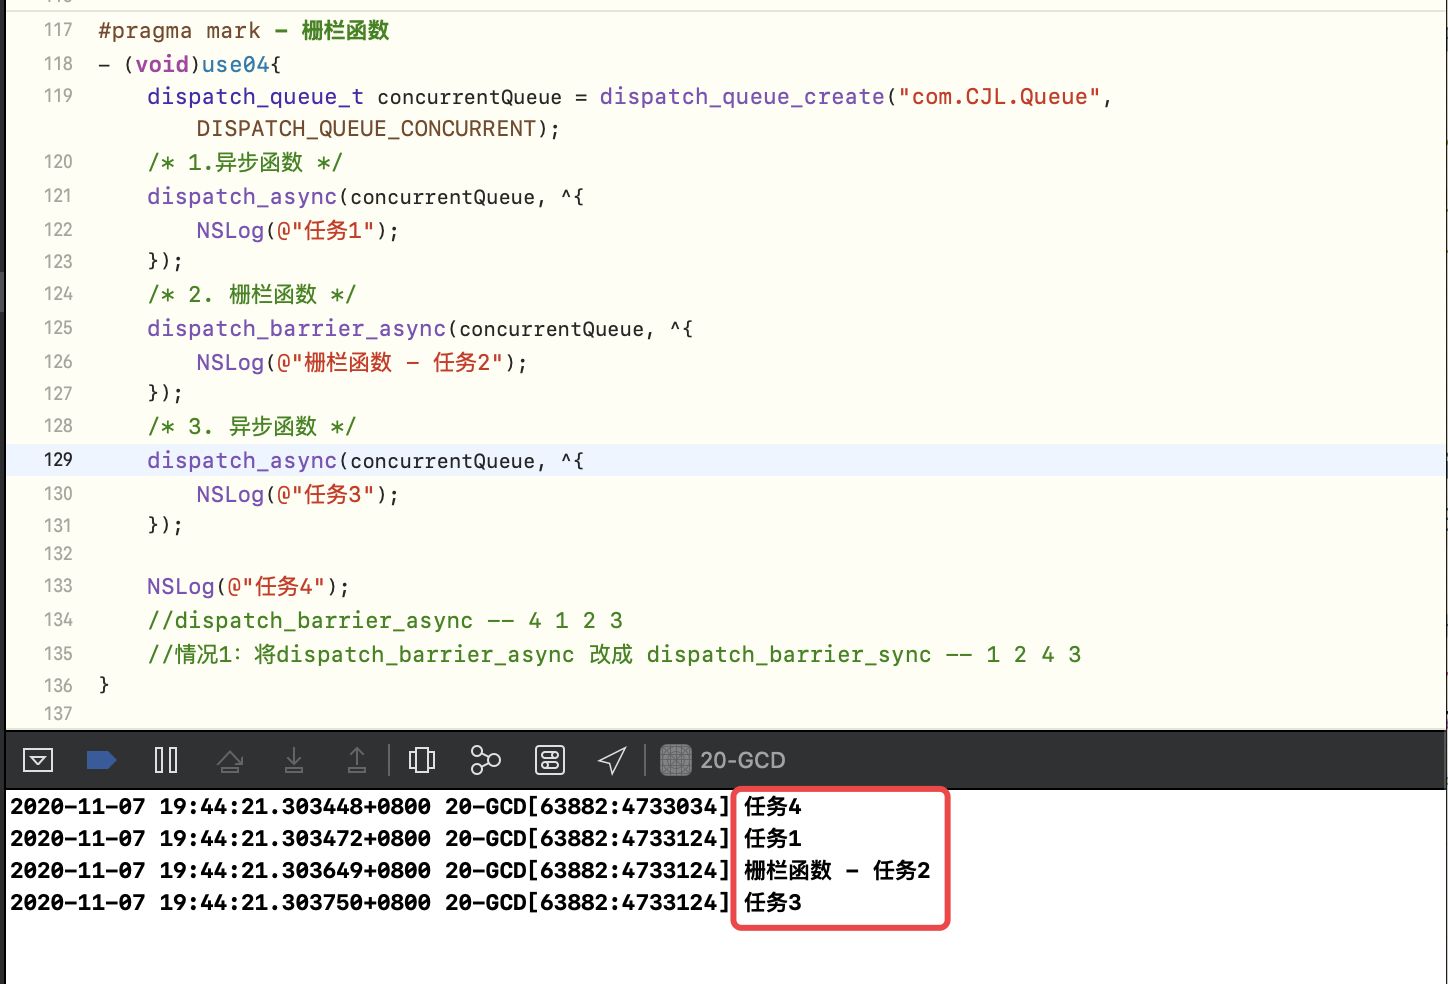 117 #pragma mark - 栅栏函数
118 - (void)use04{
119 dispatch_queue_t concurrentQueue = dispatch_queue_create("com.CJL.Queue",
DISPATCH_QUEUE_CONCURRENT);
120 /* 1.异步函数 */
121 dispatch_async(concurrentQueue, ^{
122 NSLog(@"任务1");
123 });
124 /* 2. 栅栏函数 */
125 dispatch_barrier_async(concurrentQueue, ^{
126 NSLog(@"栅栏函数 - 任务2");
127 });
128 /* 3. 异步函数 */
129 dispatch_async(concurrentQueue, ^{
130 NSLog(@"任务3");
131 });
132
133 NSLog(@"任务4");
134 //dispatch_barrier_async -- 4 1 2 3
135 //情况1：将dispatch_barrier_async 改成 dispatch_barrier_sync -- 1 2 4 3
136 }
137
20-GCD
2020-11-07 19:44:21.303448+0800 20-GCD[63882:4733034] 任务4
2020-11-07 19:44:21.303472+0800 20-GCD[63882:4733124] 任务1
2020-11-07 19:44:21.303649+0800 20-GCD[63882:4733124] 栅栏函数 - 任务2
2020-11-07 19:44:21.303750+0800 20-GCD[63882:4733124] 任务3